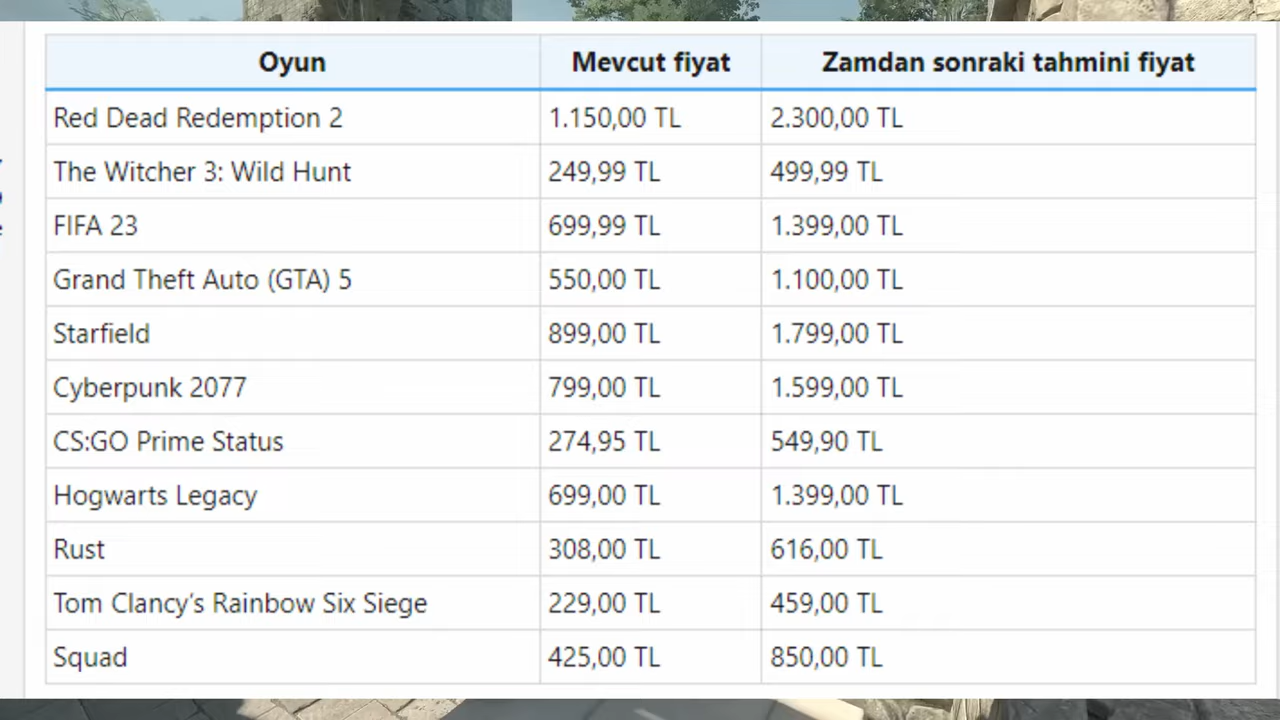 Oyun Mevcut fiyat Zamdan sonraki tahmini fiyat
Red Dead Redemption 2 1.150,00 TL 2.300,00 TL
The Witcher 3: Wild Hunt 249,99 TL 499,99 TL
FIFA 23 699,99 TL 1.399,00 TL
Grand Theft Auto (GTA) 5 550,00 TL 1.100,00 TL
Starfield 899,00 TL 1.799,00 TL
Cyberpunk 2077 799,00 TL 1.599,00 TL
CS:GO Prime Status 274,95 TL 549,90 TL
Hogwarts Legacy 699,00 TL 1.399,00 TL
Rust 308,00 TL 616,00 TL
Tom Clancy’s Rainbow Six Siege 229,00 TL 459,00 TL
Squad 425,00 TL 850,00 TL